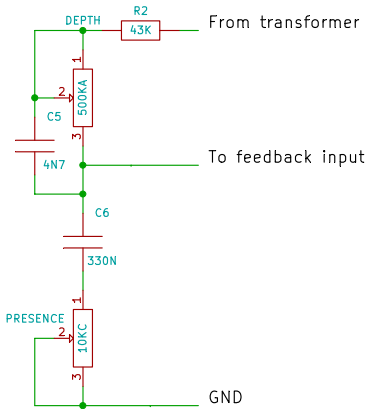 R2
DEPTH
From transformer
43K
1
2
500KA
C5
3
4N7
To feedback input
C6
330N
1
PRESENCE
2
10KC
3
GND